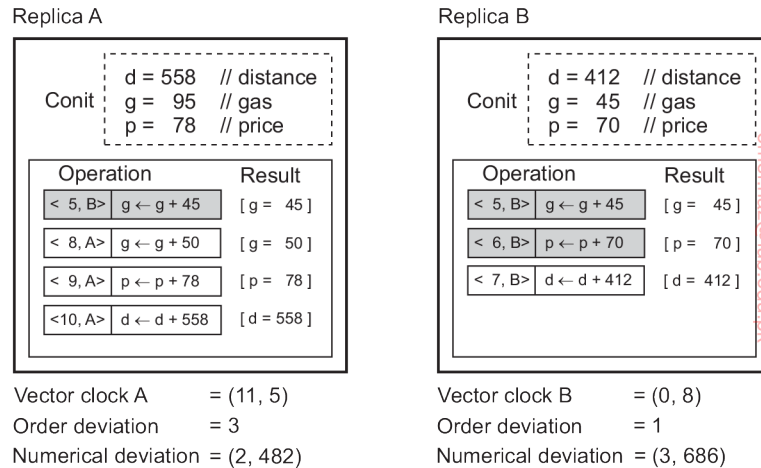 Replica A
Conit
d = 558 // distance
g = 95 // gas
p = 78 // price
Operation Result
< 5, B> g ← g + 45 [ g = 45 ]
< 8, A> g ← g + 50 [ g = 50 ]
< 9, A> p ← p + 78 [ p = 78 ]
<10, A> d ← d + 558 [ d = 558 ]
Vector clock A = (11, 5)
Order deviation = 3
Numerical deviation = (2, 482)
Replica B
Conit
d = 412 // distance
g = 45 // gas
p = 70 // price
Operation Result
< 5, B> g ← g + 45 [ g = 45 ]
< 6, B> p ← p + 70 [ p = 70 ]
< 7, B> d ← d + 412 [ d = 412 ]
Vector clock B = (0, 8)
Order deviation = 1
Numerical deviation = (3, 686)